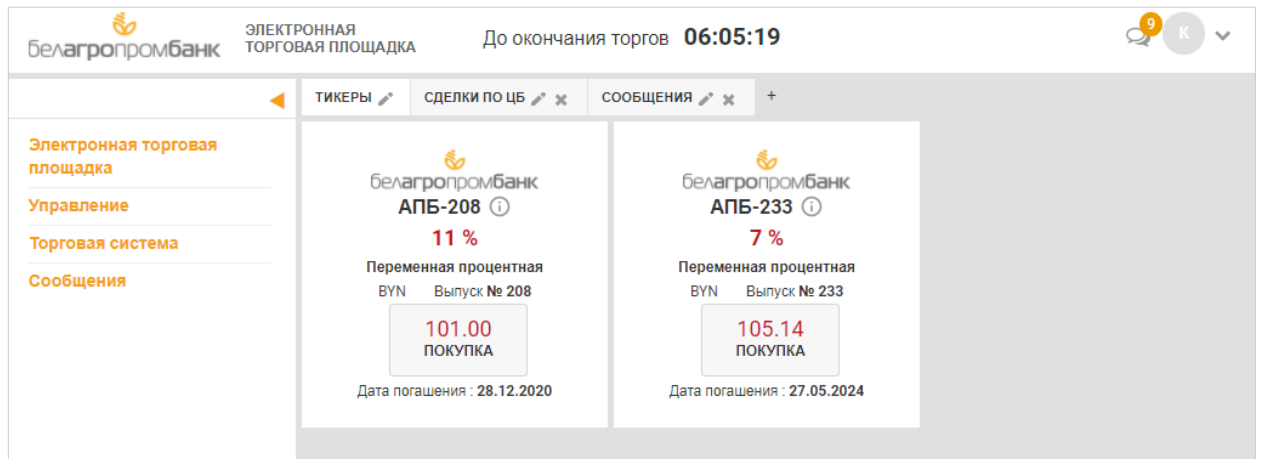 белагропромбанк
ЭЛЕКТРОННАЯ
ТОРГОВАЯ ПЛОЩАДКА
До окончания торгов 06:05:19
9
К
ТИКЕРЫ
СДЕЛКИ ПО ЦБ
СООБЩЕНИЯ
+
Электронная торговая
площадка
Управление
Торговая система
Сообщения
белагропромбанк
АПБ-208
11 %
Переменная процентная
BYN Выпуск № 208
101.00
ПОКУПКА
Дата погашения : 28.12.2020
белагропромбанк
АПБ-233
7 %
Переменная процентная
BYN Выпуск № 233
105.14
ПОКУПКА
Дата погашения : 27.05.2024